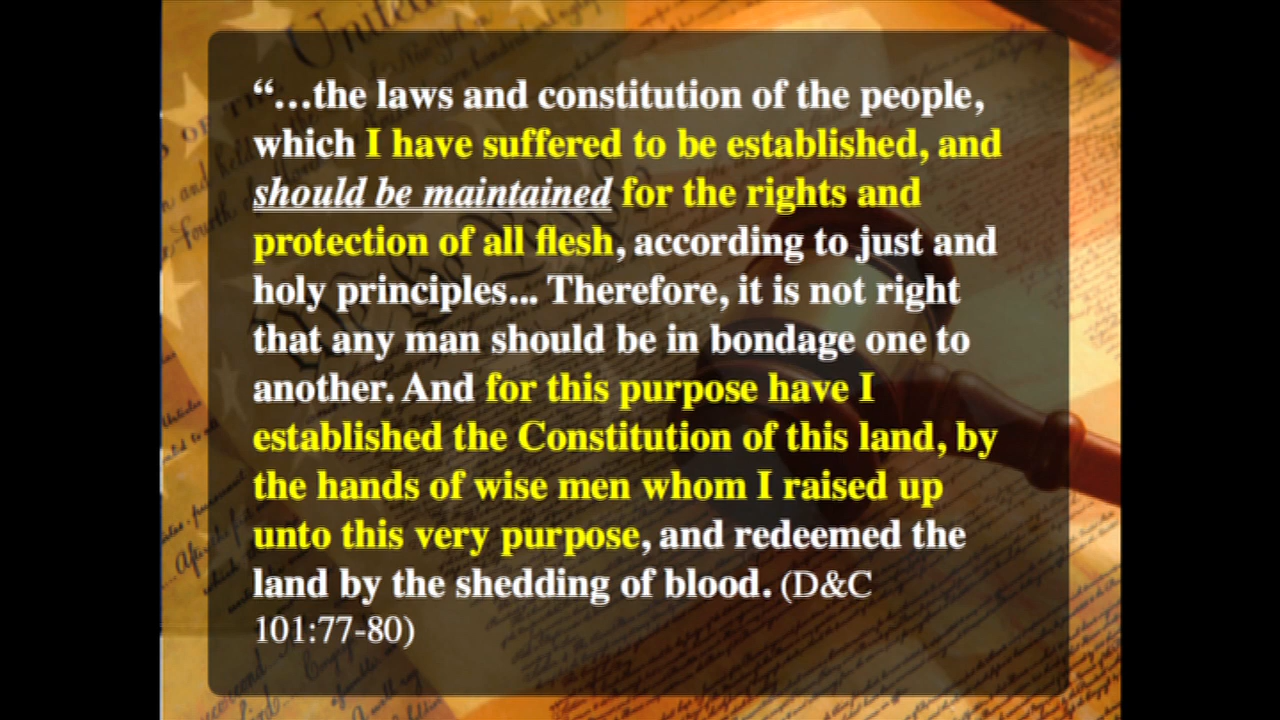 “…the laws and constitution of the people,
which I have suffered to be established, and
should be maintained for the rights and
protection of all flesh, according to just and
holy principles... Therefore, it is not right
that any man should be in bondage one to
another. And for this purpose have I
established the Constitution of this land, by
the hands of wise men whom I raised up
unto this very purpose, and redeemed the
land by the shedding of blood. (D&C
101:77-80)